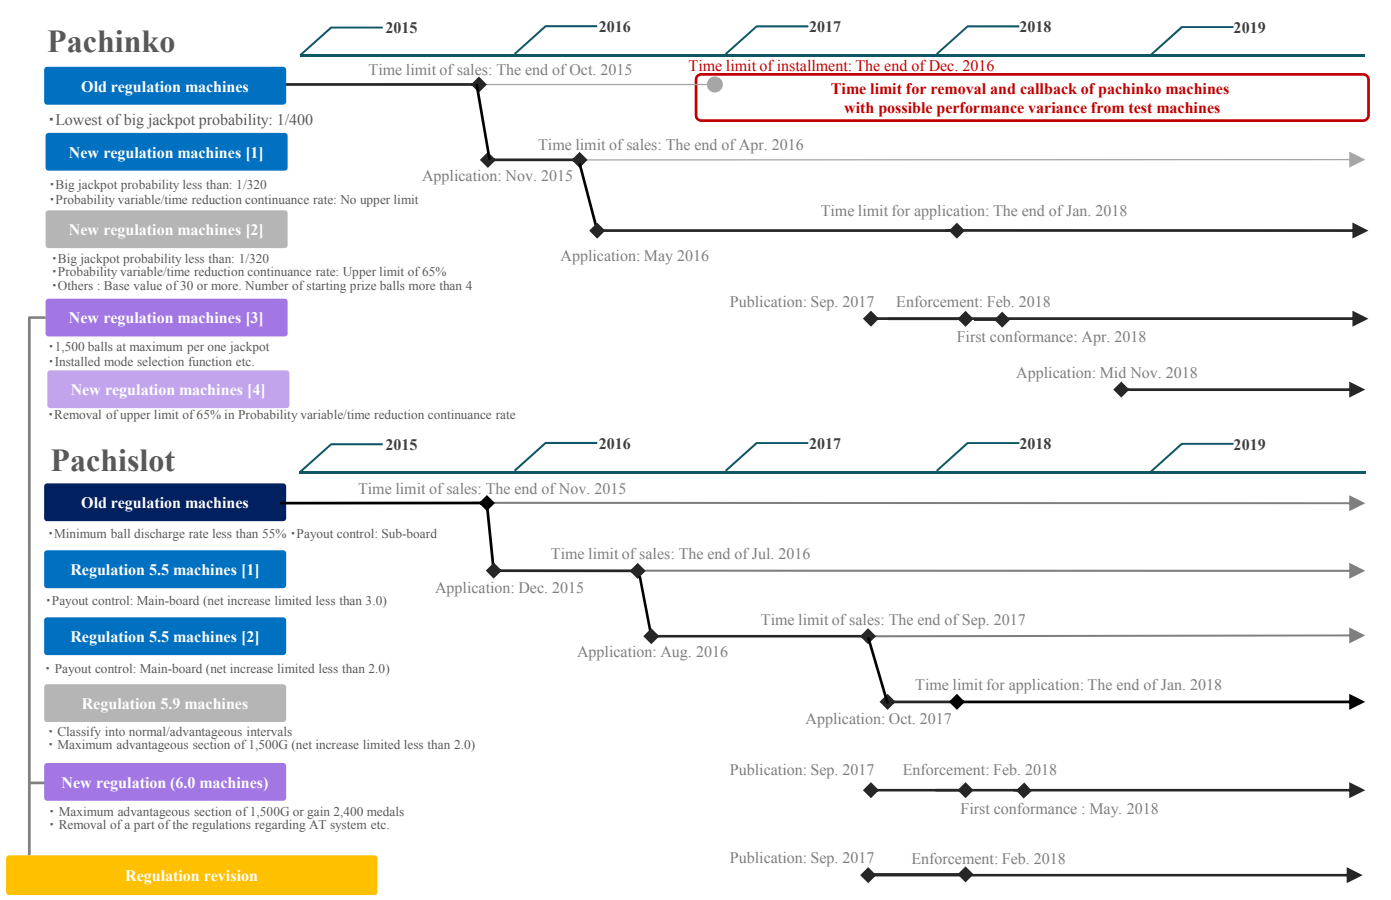 Pachinko
2015
2016
2017
2018
2019
Time limit of sales: The end of Oct. 2015
Time limit of installment: The end of Dec. 2016
Old regulation machines
Time limit for removal and callback of pachinko machines
with possible performance variance from test machines
・Lowest of big jackpot probability: 1/400
New regulation machines [1]
Time limit of sales: The end of Apr. 2016
Application: Nov. 2015
・Big jackpot probability less than: 1/320
・Probability variable/time reduction continuance rate: No upper limit
New regulation machines [2]
Time limit for application: The end of Jan. 2018
Application: May 2016
・Big jackpot probability less than: 1/320
・Probability variable/time reduction continuance rate: Upper limit of 65%
・Others : Base value of 30 or more. Number of starting prize balls more than 4
New regulation machines [3]
Publication: Sep. 2017
Enforcement: Feb. 2018
First conformance: Apr. 2018
・1,500 balls at maximum per one jackpot
・Installed mode selection function etc.
New regulation machines [4]
Application: Mid Nov. 2018
・Removal of upper limit of 65% in Probability variable/time reduction continuance rate
Pachislot
2015
2016
2017
2018
2019
Old regulation machines
Time limit of sales: The end of Nov. 2015
・Minimum ball discharge rate less than 55% ・Payout control: Sub-board
Regulation 5.5 machines [1]
Time limit of sales: The end of Jul. 2016
Application: Dec. 2015
・Payout control: Main-board (net increase limited less than 3.0)
Regulation 5.5 machines [2]
Time limit of sales: The end of Sep. 2017
Application: Aug. 2016
・ Payout control: Main-board (net increase limited less than 2.0)
Regulation 5.9 machines
Time limit for application: The end of Jan. 2018
Application: Oct. 2017
・ Classify into normal/advantageous intervals
・ Maximum advantageous section of 1,500G (net increase limited less than 2.0)
New regulation (6.0 machines)
Publication: Sep. 2017
Enforcement: Feb. 2018
First conformance : May. 2018
・ Maximum advantageous section of 1,500G or gain 2,400 medals
・ Removal of a part of the regulations regarding AT system etc.
Regulation revision
Publication: Sep. 2017
Enforcement: Feb. 2018